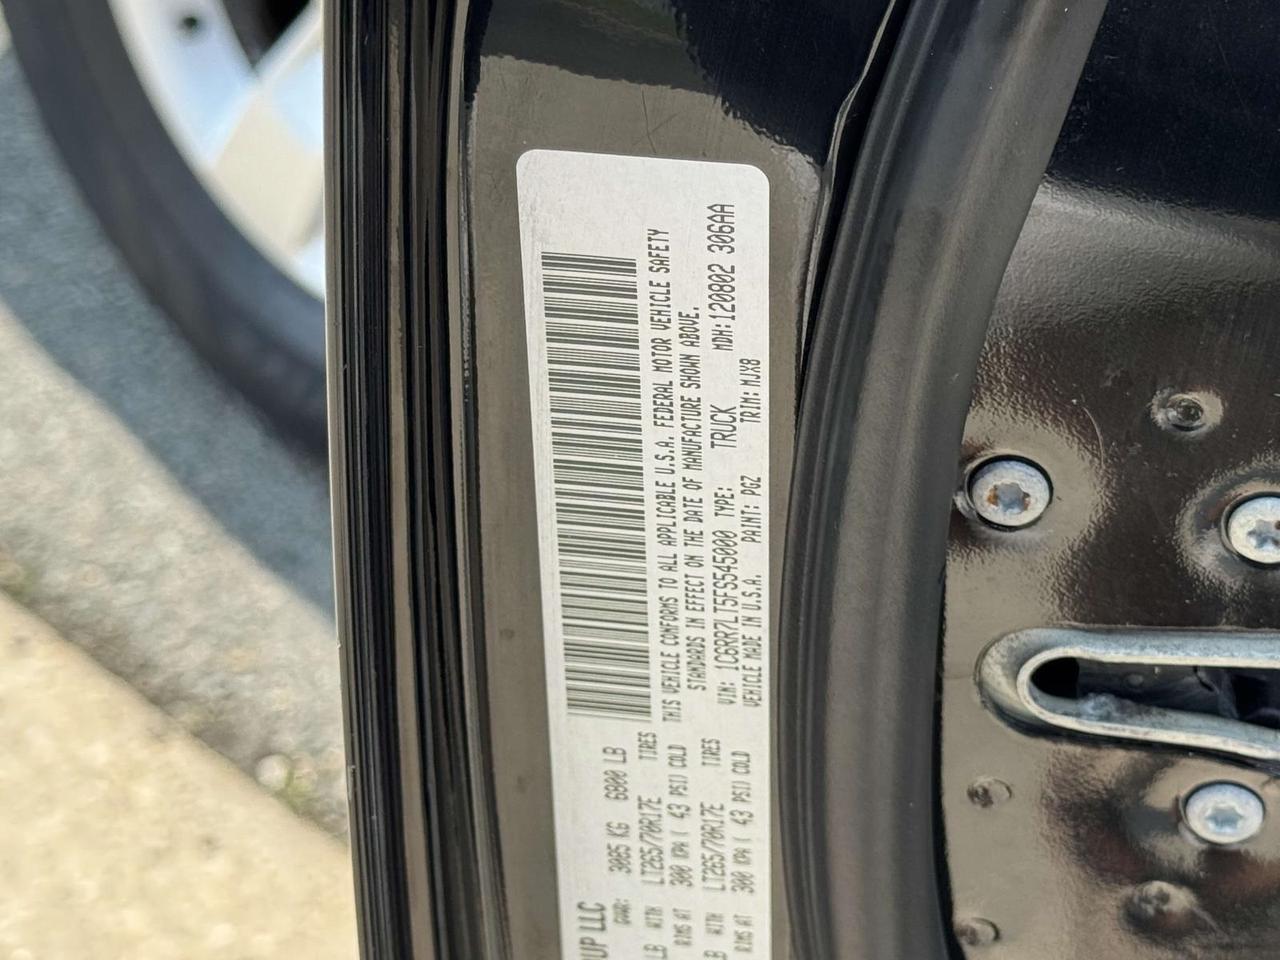 UP LLC
GVWR: 3085 KG 6800 LB
LB WITH LT265/70R17E TIRES
RIMS AT 300 KPA ( 43 PSI) COLD
LB WITH LT265/70R17E TIRES
RIMS AT 300 KPA ( 43 PSI) COLD
THIS VEHICLE CONFORMS TO ALL APPLICABLE U.S.A. FEDERAL MOTOR VEHICLE SAFETY
STANDARDS IN EFFECT ON THE DATE OF MANUFACTURE SHOWN ABOVE.
VIN: 1C6RR7LT5FS545000 TYPE: TRUCK MDH:120802 306AA
VEHICLE MADE IN U.S.A. PAINT: PGZ TRIM: MJX8